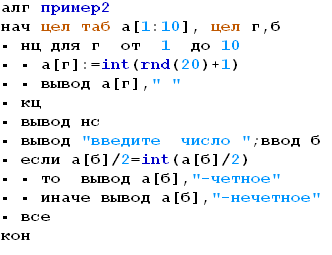 алг пример2
нач цел таб а[1:10], цел г,б
▪ нц для г от 1 до 10
▪ ▪ а[г]:=int(rnd(20)+1)
▪ ▪ вывод а[г]," "
▪ кц
▪ вывод нс
▪ вывод "введите число ";ввод б
▪ если а[б]/2=int(а[б]/2)
▪ ▪ то вывод а[б],"-четное"
▪ ▪ иначе вывод а[б],"-нечетное"
▪ все
кон